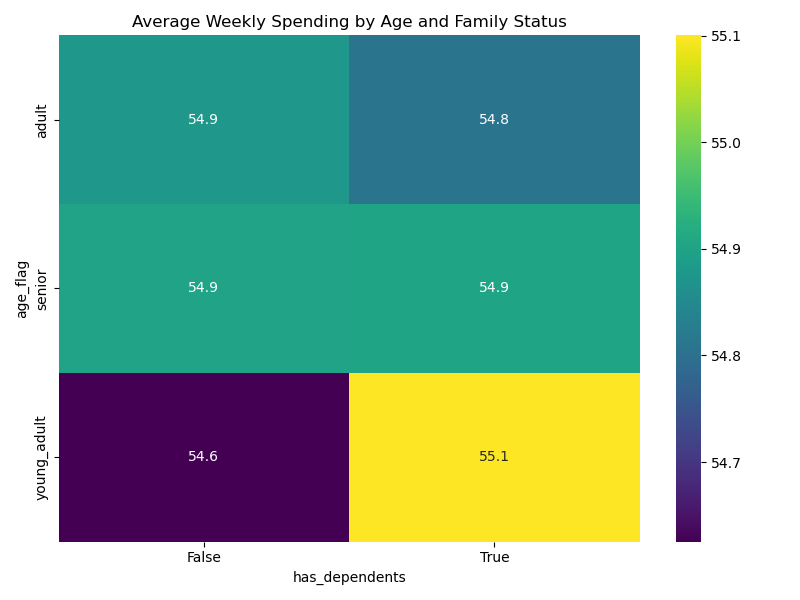 Average Weekly Spending by Age and Family Status
age_flag
adult
54.9
54.8
senior
54.9
54.9
young_adult
54.6
55.1
False
True
has_dependents
55.1
55.0
54.9
54.8
54.7